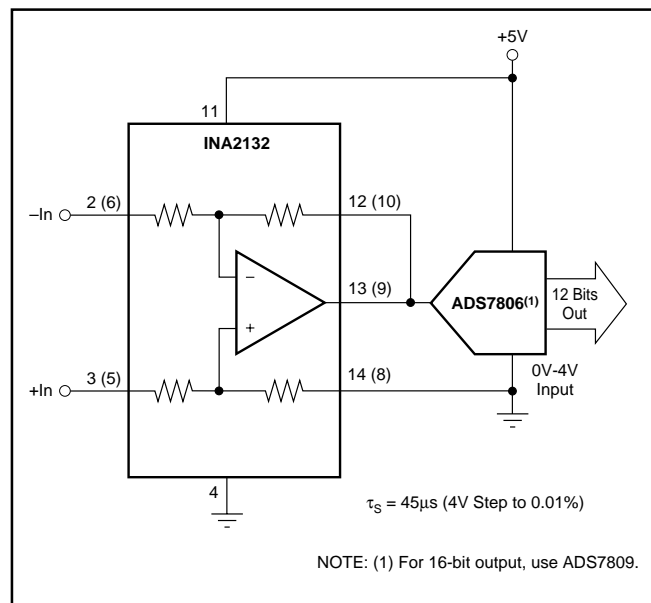 +5V
11
INA2132
–In
2 (6)
12 (10)
–
13 (9)
ADS7806(1)
12 Bits
Out
+
+In
3 (5)
14 (8)
0V-4V
Input
4
τS = 45μs (4V Step to 0.01%)
NOTE: (1) For 16-bit output, use ADS7809.